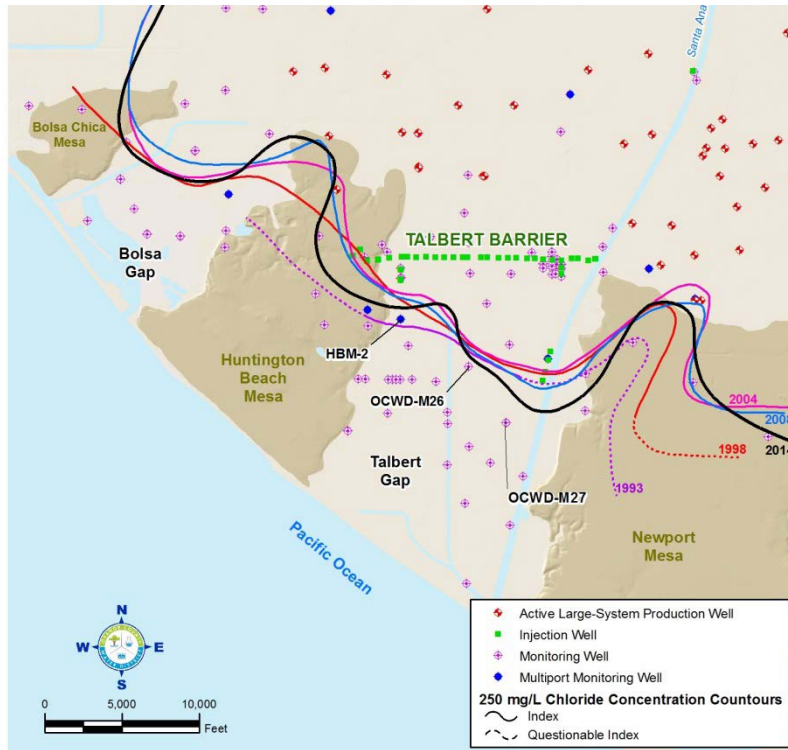 Santa Ana
Bolsa Chica
Mesa
Bolsa
Gap
TALBERT BARRIER
HBM-2
Huntington
Beach
Mesa
OCWD-M26
2004
2008
2014
1998
1993
Talbert
Gap
OCWD-M27
Newport
Mesa
Pacific Ocean
N
W
E
S
0 5,000 10,000
Feet
Active Large-System Production Well
Injection Well
Monitoring Well
Multiport Monitoring Well
250 mg/L Chloride Concentration Countours
Index
Questionable Index